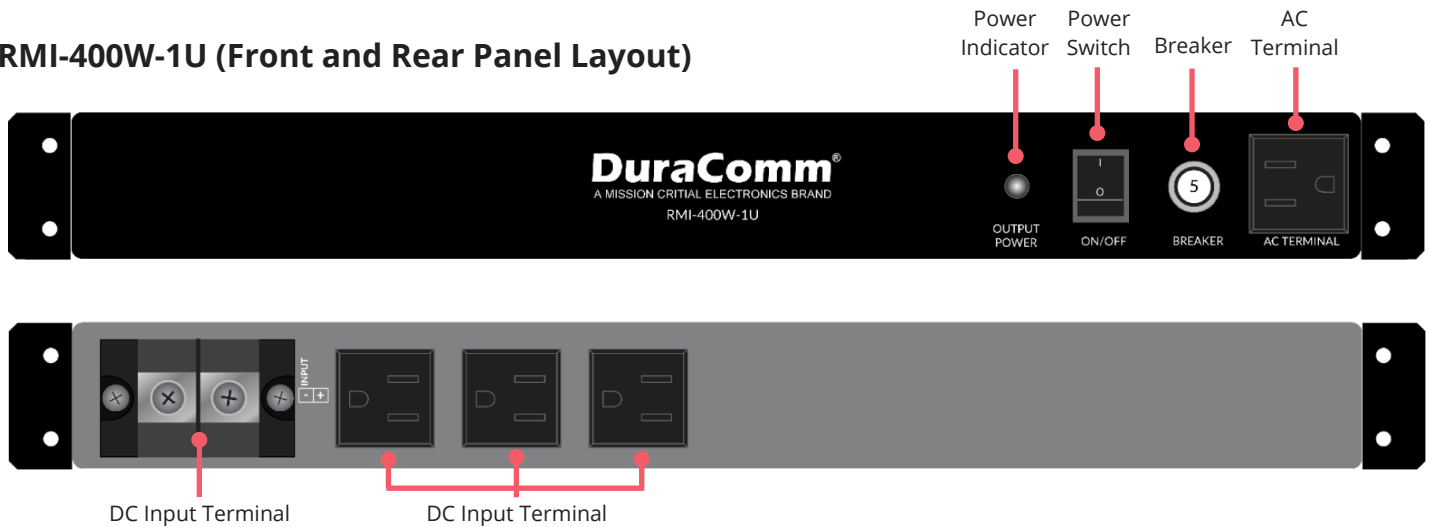 Power Indicator
Power Switch
Breaker
AC Terminal
RMI-400W-1U (Front and Rear Panel Layout)
DuraComm®
A MISSION CRITIAL ELECTRONICS BRAND
RMI-400W-1U
I
O
5
OUTPUT POWER
ON/OFF
BREAKER
AC TERMINAL
INPUT
- +
DC Input Terminal
DC Input Terminal